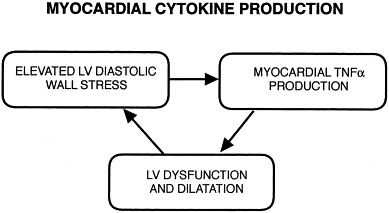 MYOCARDIAL CYTOKINE PRODUCTION
ELEVATED LV DIASTOLIC
WALL STRESS
MYOCARDIAL TNFα
PRODUCTION
LV DYSFUNCTION
AND DILATATION